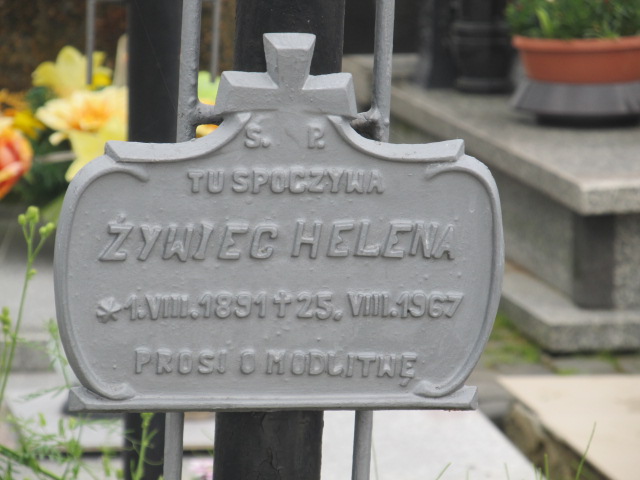 Ś. P.
TU SPOCZYWA
ŻYWIEC HELENA
*1.VIII.1891 † 25.VIII.1967
PROSI O MODLITWĘ